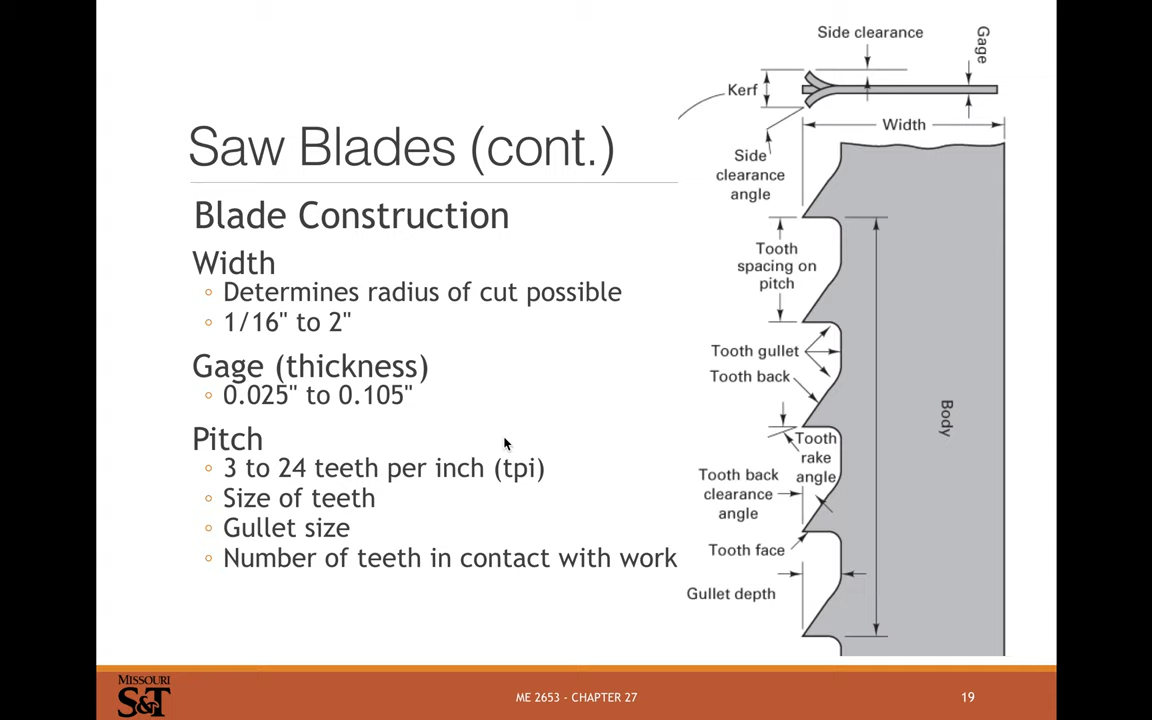 Saw Blades (cont.)
Blade Construction
Width
◦ Determines radius of cut possible
◦ 1/16" to 2"
Gage (thickness)
◦ 0.025" to 0.105"
Pitch
◦ 3 to 24 teeth per inch (tpi)
◦ Size of teeth
◦ Gullet size
◦ Number of teeth in contact with work
Side clearance
Gage
Kerf
Width
Side
clearance
angle
Tooth
spacing on
pitch
Tooth gullet
Tooth back
Body
Tooth
rake
angle
Tooth back
clearance
angle
Tooth face
Gullet depth
MISSOURI
S&T
ME 2653 - CHAPTER 27
19